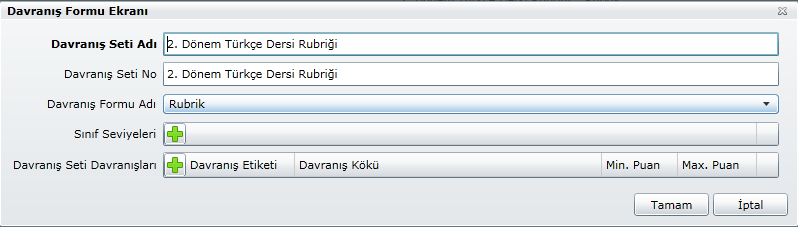 Davranış Formu Ekranı
Davranış Seti Adı 2. Dönem Türkçe Dersi Rubriği
Davranış Seti No 2. Dönem Türkçe Dersi Rubriği
Davranış Formu Adı Rubrik
Sınıf Seviyeleri
Davranış Seti Davranışları Davranış Etiketi Davranış Kökü Min. Puan Max. Puan
Tamam İptal